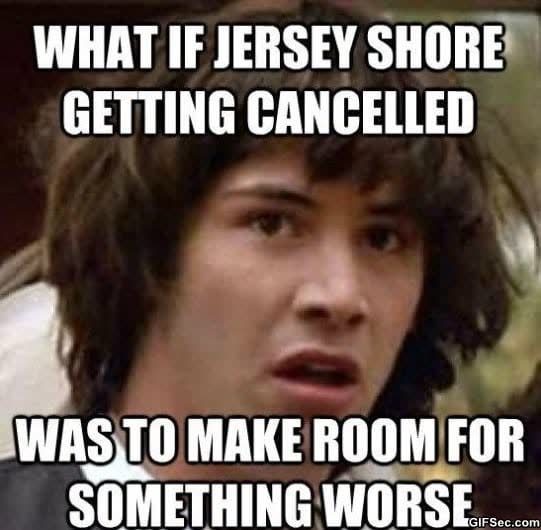 WHAT IF JERSEY SHORE
GETTING CANCELLED
WAS TO MAKE ROOM FOR
SOMETHING WORSE
GIFSec.com